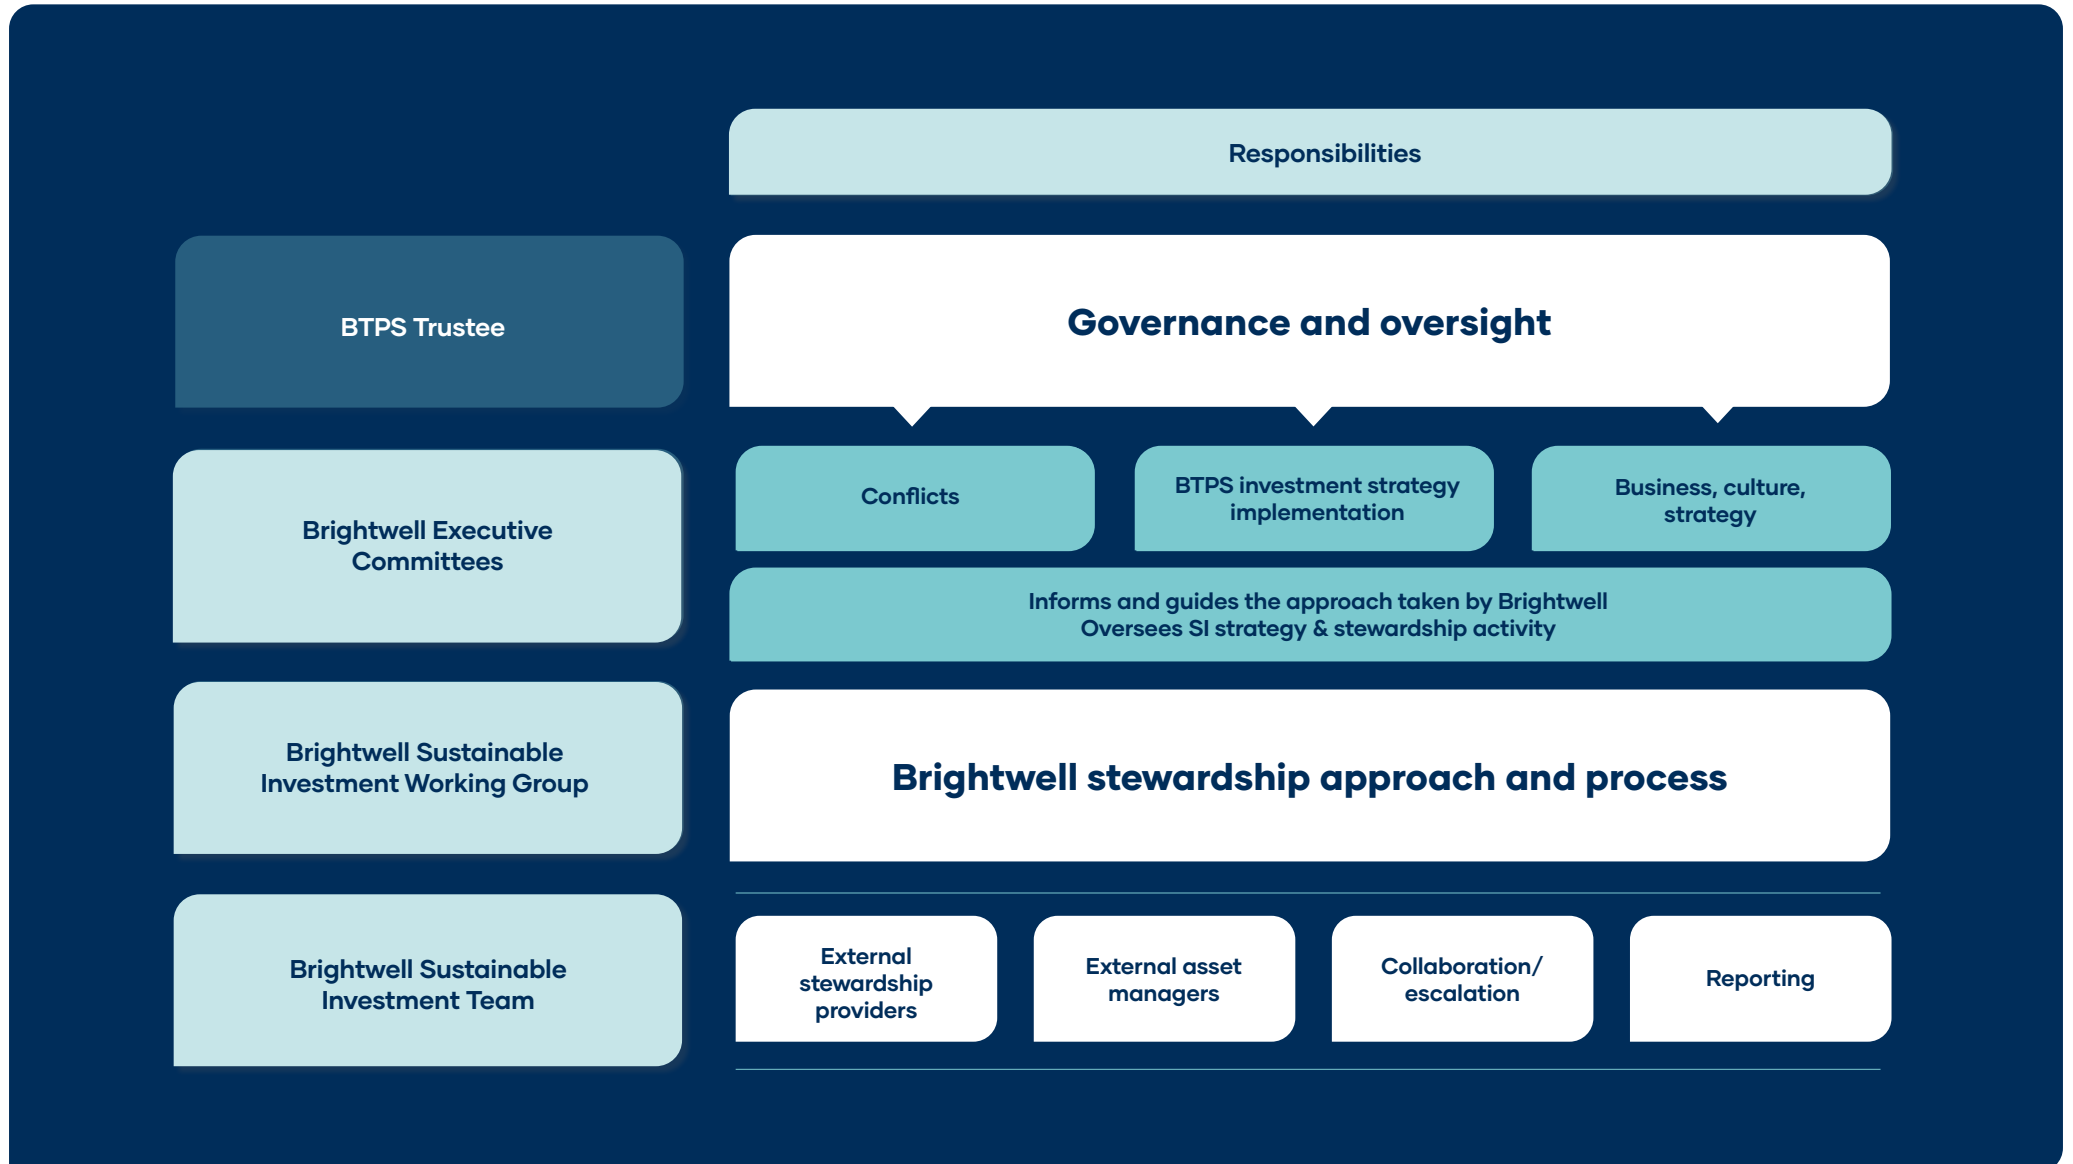 Responsibilities
BTPS Trustee
Governance and oversight
Brightwell Executive
Committees
Conflicts
BTPS investment strategy
implementation
Business, culture,
strategy
Informs and guides the approach taken by Brightwell
Oversees SI strategy & stewardship activity
Brightwell Sustainable
Investment Working Group
Brightwell stewardship approach and process
Brightwell Sustainable
Investment Team
External
stewardship
providers
External asset
managers
Collaboration/
escalation
Reporting